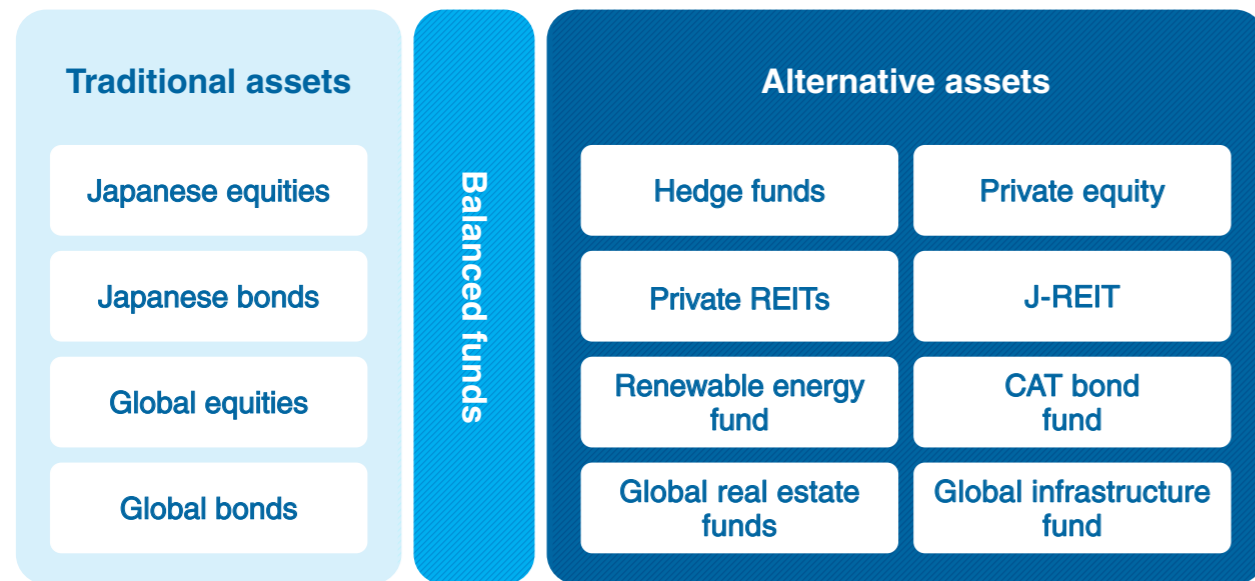 Traditional assets
Japanese equities
Japanese bonds
Global equities
Global bonds
Balanced funds
Alternative assets
Hedge funds
Private equity
Private REITs
J-REIT
Renewable energy
fund
CAT bond
fund
Global real estate
funds
Global infrastructure
fund